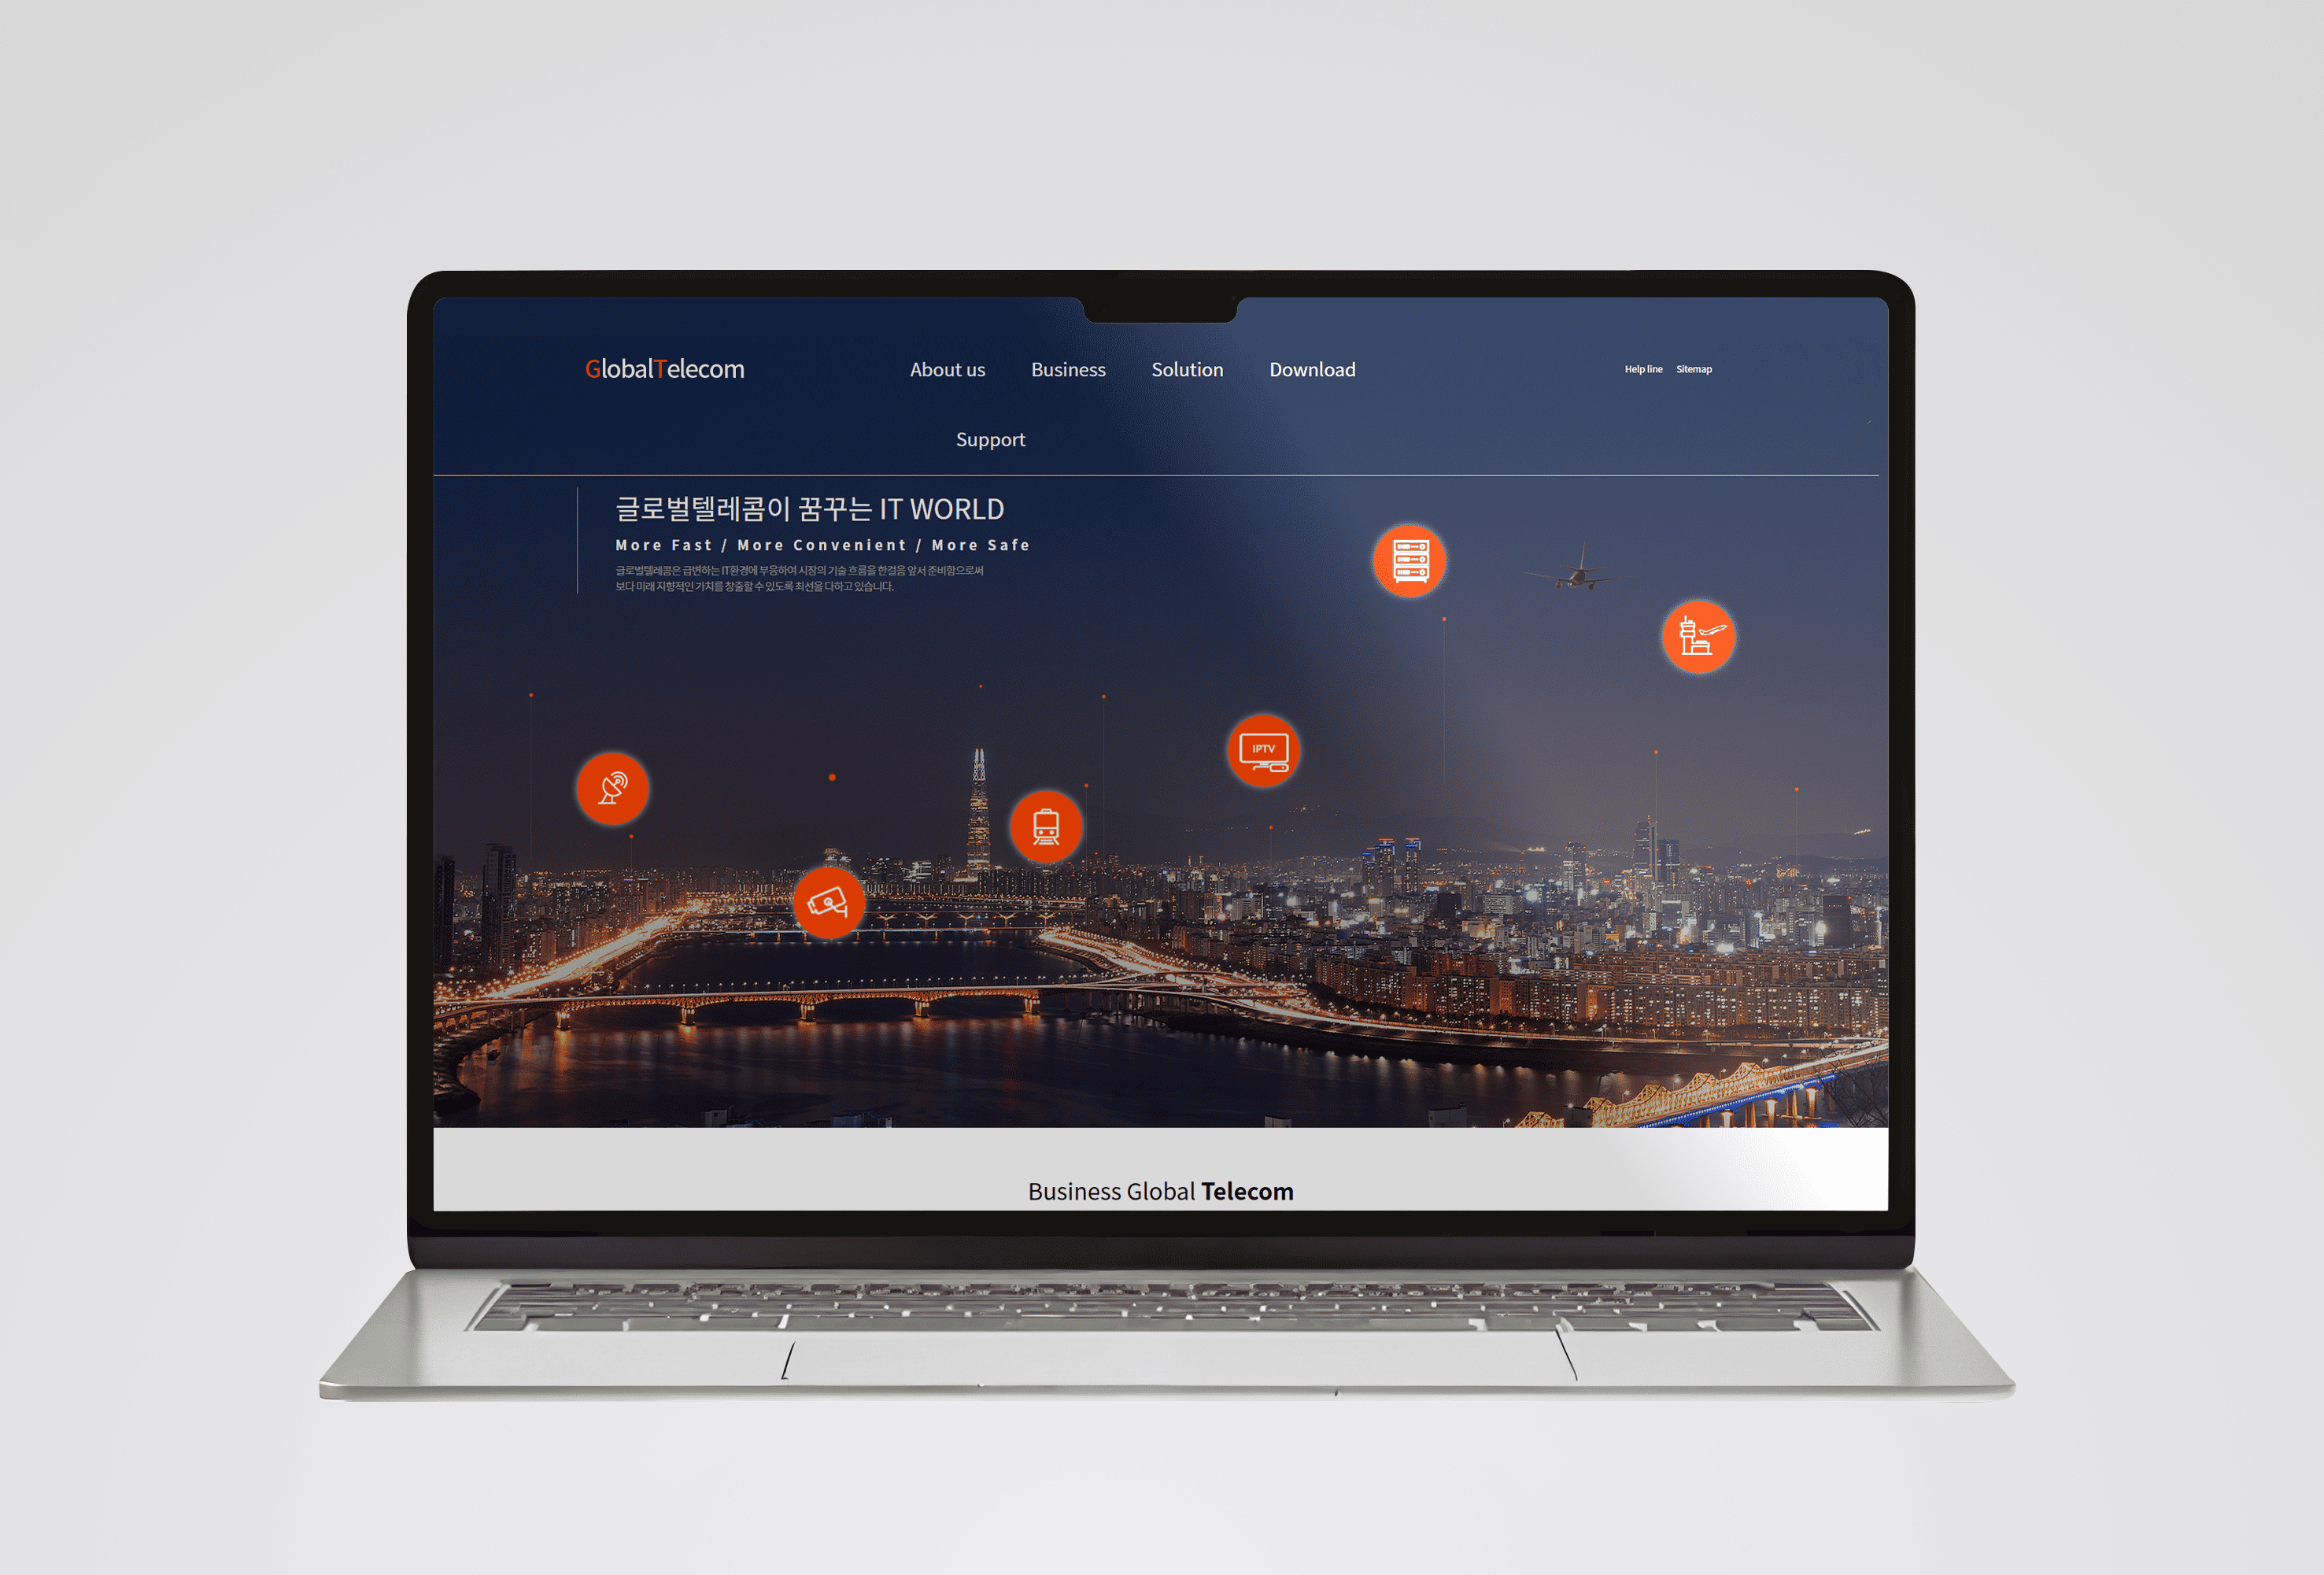 GlobalTelecom
About us Business Solution Download
Help line Sitemap
Support
글로벌텔레콤이 꿈꾸는 IT WORLD
More Fast / More Convenient / More Safe
글로벌텔레콤은 급변하는 IT환경에 부응하여 시장의 기술 흐름을 한걸음 앞서 준비함으로써
보다 미래 지향적인 가치를 창출할 수 있도록 최선을 다하고 있습니다.
IPTV
Business Global Telecom